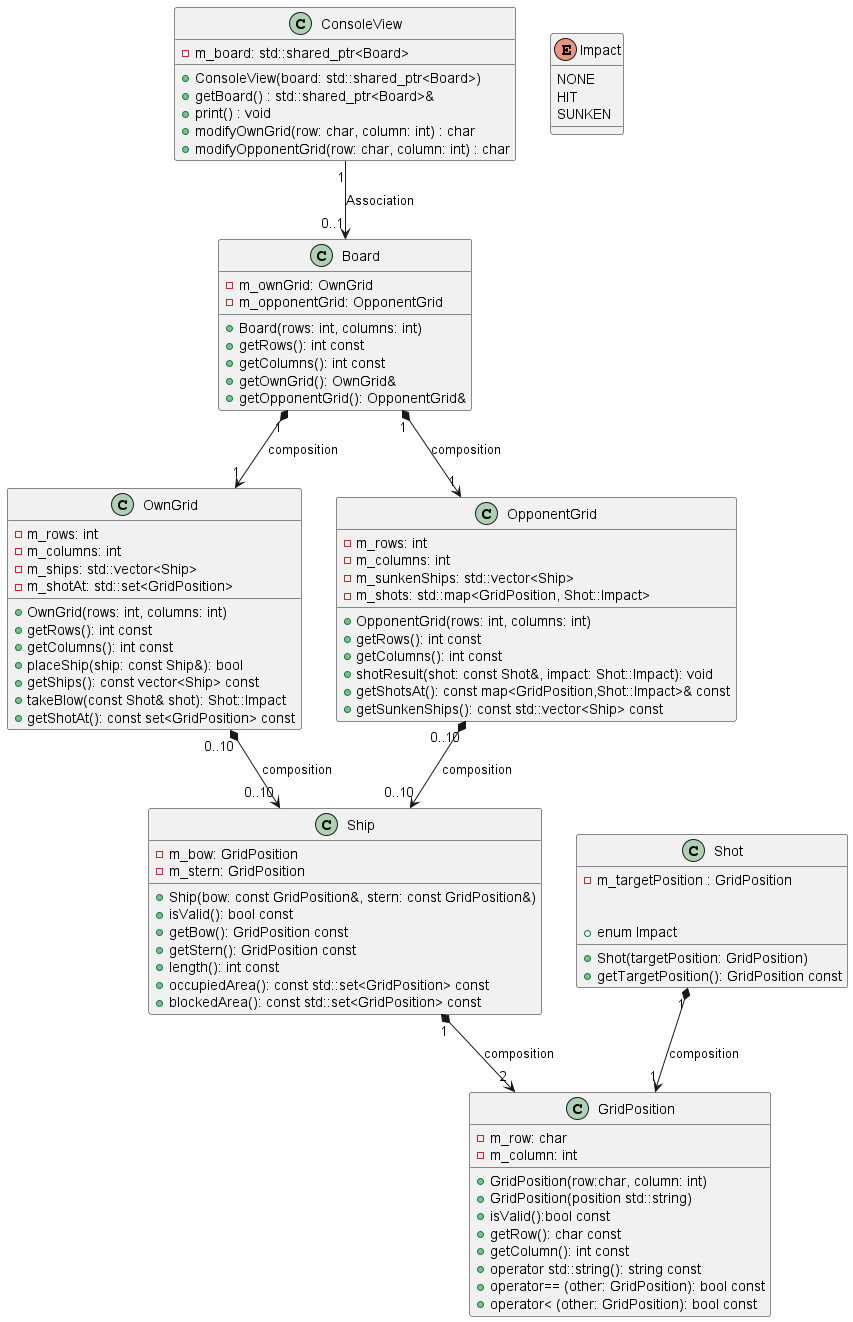 C ConsoleView
m_board: std::shared_ptr<Board>
ConsoleView(board: std::shared_ptr<Board>)
getBoard() : std::shared_ptr<Board>&
print() : void
modifyOwnGrid(row: char, column: int) : char
modifyOpponentGrid(row: char, column: int) : char
E Impact
NONE
HIT
SUNKEN
1
Association
0..1
C Board
m_ownGrid: OwnGrid
m_opponentGrid: OpponentGrid
Board(rows: int, columns: int)
getRows(): int const
getColumns(): int const
getOwnGrid(): OwnGrid&
getOpponentGrid(): OpponentGrid&
1
composition
1
1
composition
1
C OwnGrid
m_rows: int
m_columns: int
m_ships: std::vector<Ship>
m_shotAt: std::set<GridPosition>
OwnGrid(rows: int, columns: int)
getRows(): int const
getColumns(): int const
placeShip(ship: const Ship&): bool
getShips(): const vector<Ship> const
takeBlow(const Shot& shot): Shot::Impact
getShotAt(): const set<GridPosition> const
C OpponentGrid
m_rows: int
m_columns: int
m_sunkenShips: std::vector<Ship>
m_shots: std::map<GridPosition, Shot::Impact>
OpponentGrid(rows: int, columns: int)
getRows(): int const
getColumns(): int const
shotResult(shot: const Shot&, impact: Shot::Impact): void
getShotsAt(): const map<GridPosition,Shot::Impact>& const
getSunkenShips(): const std::vector<Ship> const
0..10
composition
0..10
0..10
composition
0..10
C Ship
m_bow: GridPosition
m_stern: GridPosition
Ship(bow: const GridPosition&, stern: const GridPosition&)
isValid(): bool const
getBow(): GridPosition const
getStern(): GridPosition const
length(): int const
occupiedArea(): const std::set<GridPosition> const
blockedArea(): const std::set<GridPosition> const
C Shot
m_targetPosition : GridPosition
enum Impact
Shot(targetPosition: GridPosition)
getTargetPosition(): GridPosition const
1
composition
2
1
composition
1
C GridPosition
m_row: char
m_column: int
GridPosition(row:char, column: int)
GridPosition(position std::string)
isValid():bool const
getRow(): char const
getColumn(): int const
operator std::string(): string const
operator== (other: GridPosition): bool const
operator< (other: GridPosition): bool const